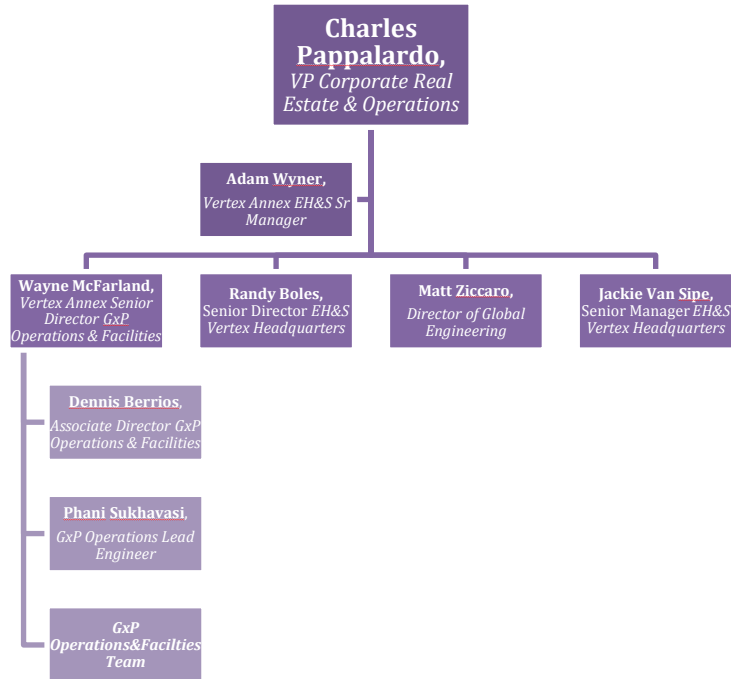 Charles
Pappalardo,
VP Corporate Real
Estate & Operations
Adam Wyner,
Vertex Annex EH&S Sr
Manager
Wayne McFarland,
Vertex Annex Senior
Director GxP
Operations & Facilities
Randy Boles,
Senior Director EH&S
Vertex Headquarters
Matt Ziccaro,
Director of Global
Engineering
Jackie Van Sipe,
Senior Manager EH&S
Vertex Headquarters
Dennis Berrios,
Associate Director GxP
Operations & Facilities
Phani Sukhavasi,
GxP Operations Lead
Engineer
GxP
Operations&Facilties
Team